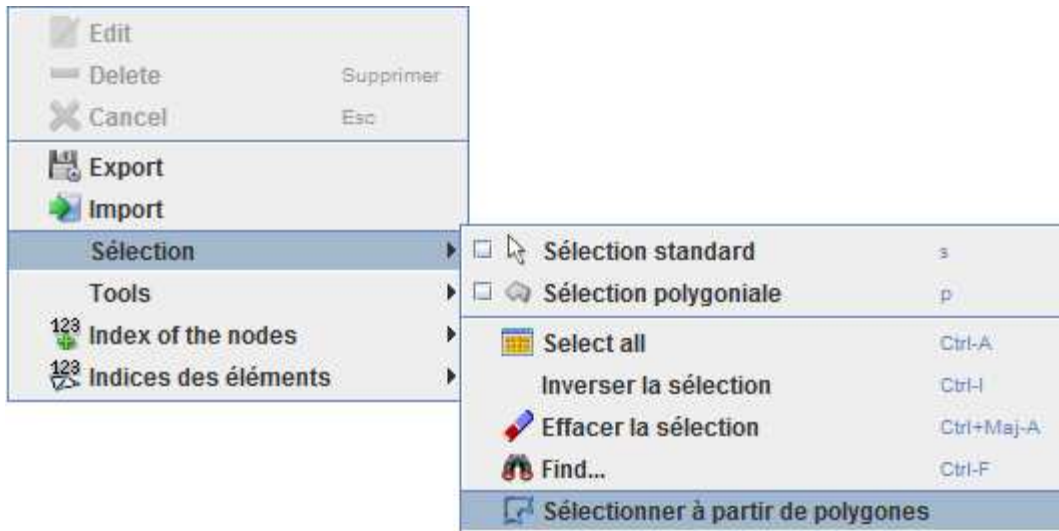 Edit
Delete Supprimer
Cancel Esc
Export
Import
Sélection
Tools
123 Index of the nodes
123 Indices des éléments
Sélection standard s
Sélection polygoniale p
Select all Ctrl-A
Inverser la sélection Ctrl-I
Effacer la sélection Ctrl+Maj-A
Find... Ctrl-F
Sélectionner à partir de polygones